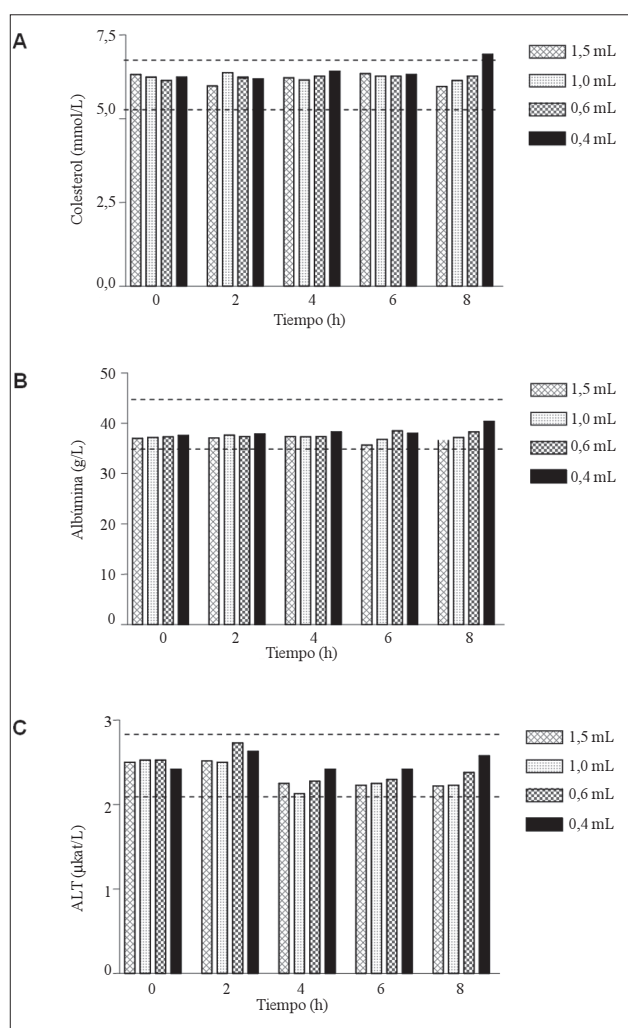 A
Colesterol (mmol/L)
7,5
5,0
2,5
0,0
0 2 4 6 8
Tiempo (h)
1,5 mL
1,0 mL
0,6 mL
0,4 mL
B
Albúmina (g/L)
50
40
30
20
10
0
0 2 4 6 8
Tiempo (h)
1,5 mL
1,0 mL
0,6 mL
0,4 mL
C
ALT (µkat/L)
3
2
1
0
0 2 4 6 8
Tiempo (h)
1,5 mL
1,0 mL
0,6 mL
0,4 mL